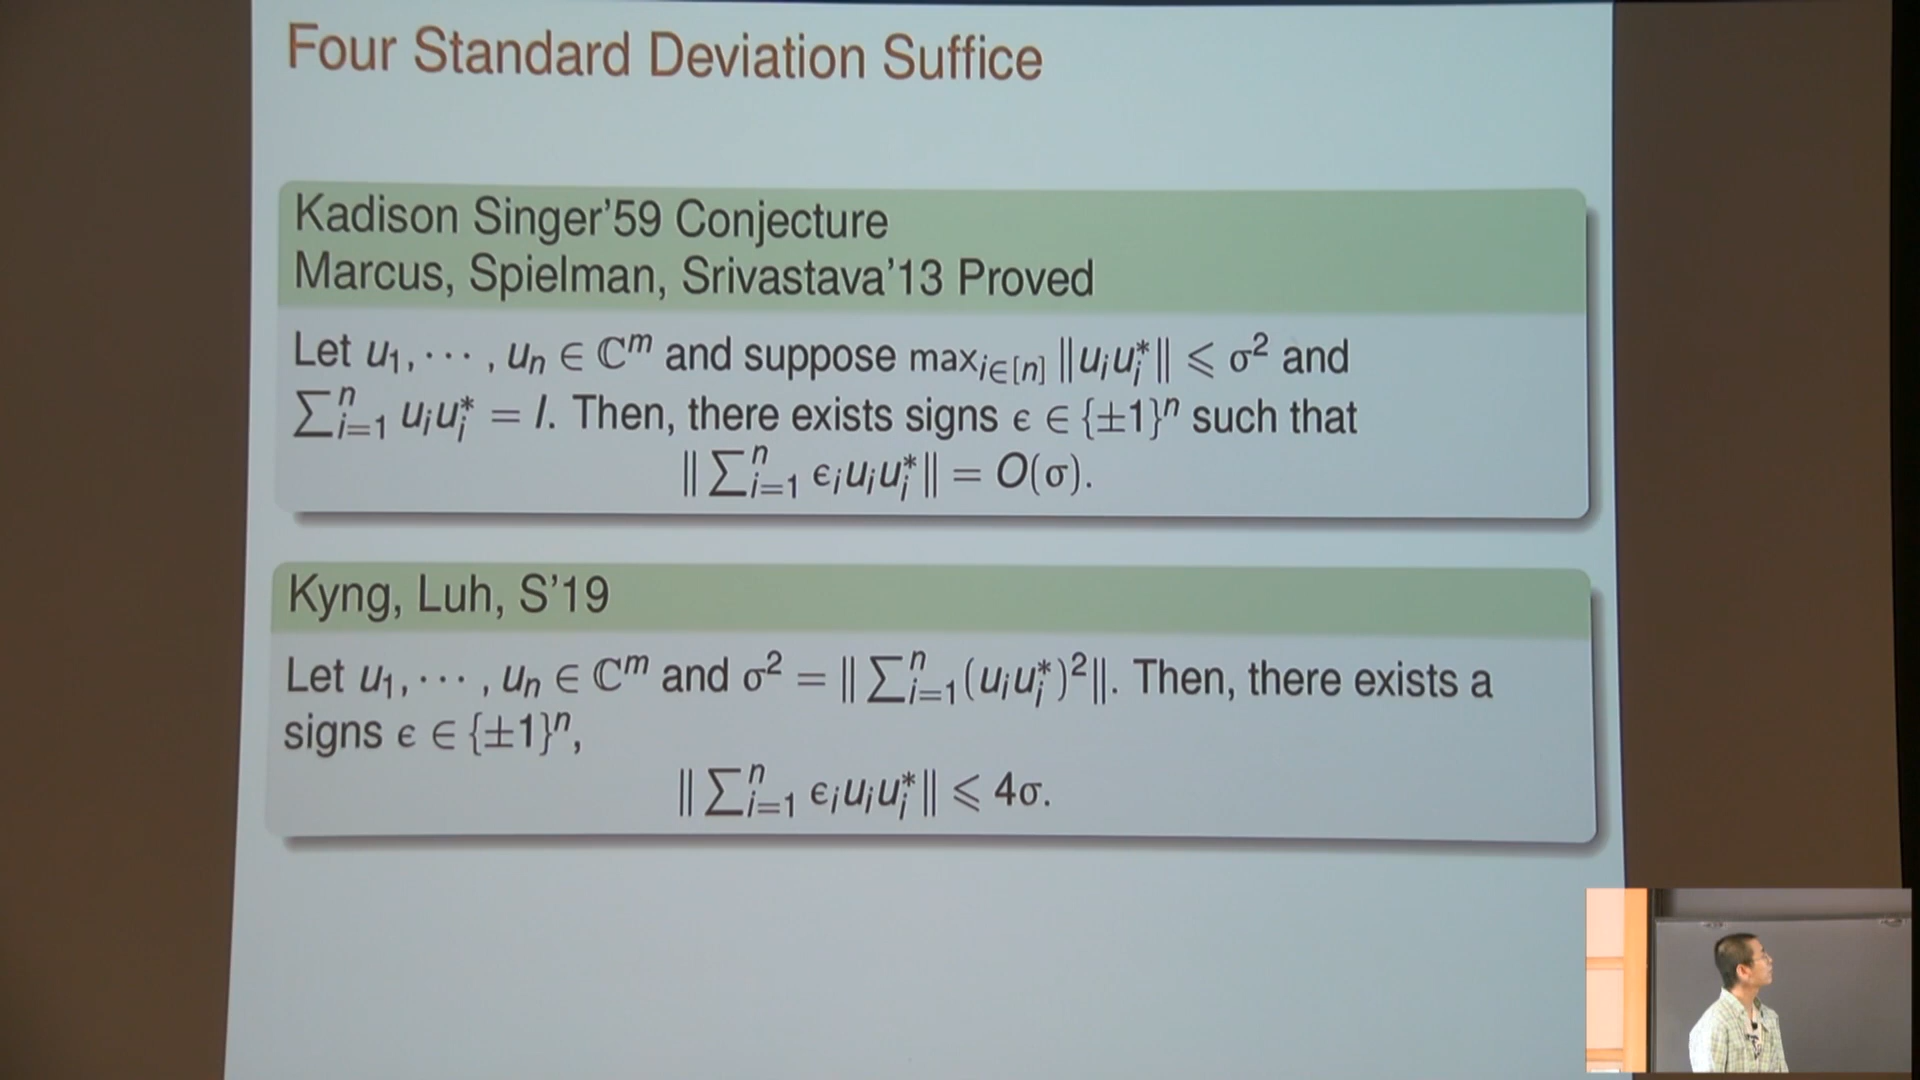 Four Standard Deviation Suffice
Kadison Singer'59 Conjecture
Marcus, Spielman, Srivastava'13 Proved
Let u₁, ⋯ , uₙ ∈ ℂᵐ and suppose max_{i∈[n]} ‖uᵢuᵢ*‖ ⩽ σ² and
∑ⁿᵢ₌₁ uᵢuᵢ* = I. Then, there exists signs ϵ ∈ {±1}ⁿ such that
‖ ∑ⁿᵢ₌₁ ϵᵢuᵢuᵢ*‖ = O(σ).
Kyng, Luh, S'19
Let u₁, ⋯ , uₙ ∈ ℂᵐ and σ² = ‖ ∑ⁿᵢ₌₁(uᵢuᵢ*)²‖. Then, there exists a
signs ϵ ∈ {±1}ⁿ,
‖ ∑ⁿᵢ₌₁ ϵᵢuᵢuᵢ*‖ ⩽ 4σ.